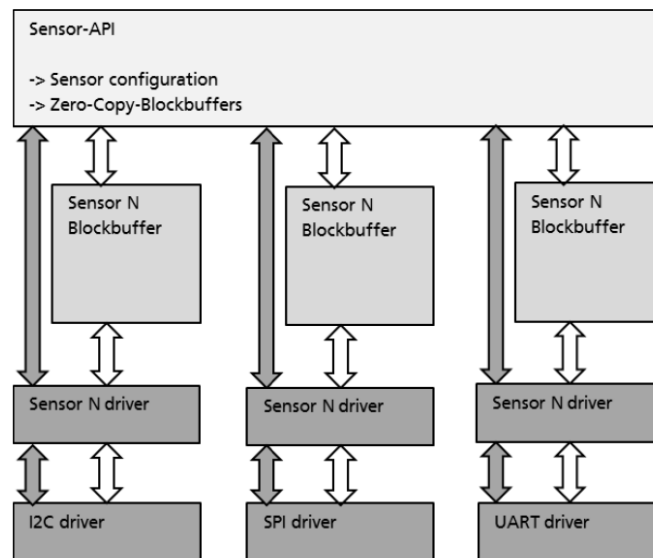 Sensor-API
-> Sensor configuration
-> Zero-Copy-Blockbuffers
Sensor N
Blockbuffer
Sensor N
Blockbuffer
Sensor N
Blockbuffer
Sensor N driver
Sensor N driver
Sensor N driver
I2C driver
SPI driver
UART driver